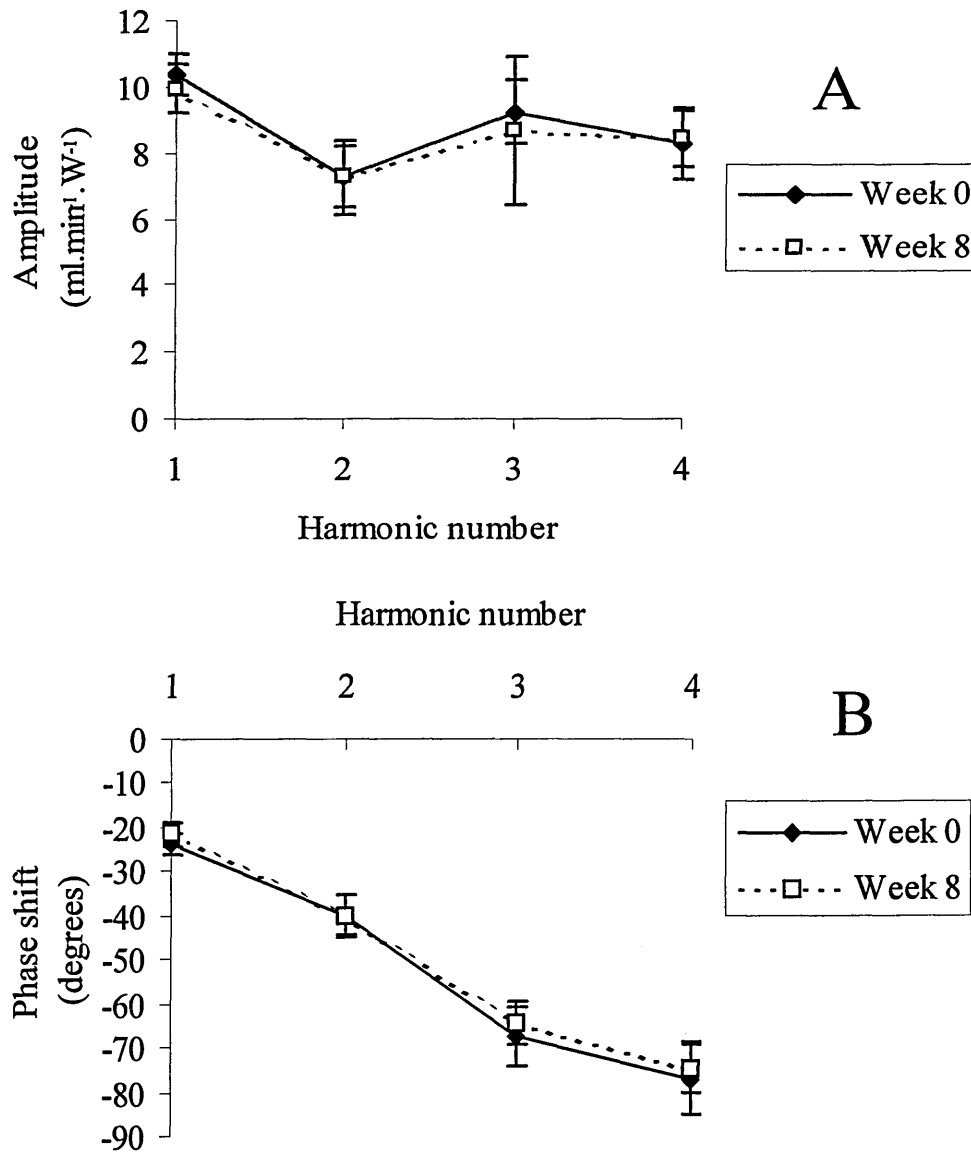 12
10
8
6
4
2
0
Amplitude
(ml.min¹.W⁻¹)
1 2 3 4
Harmonic number
A
Week 0
Week 8
Harmonic number
1 2 3 4
0
-10
-20
-30
-40
-50
-60
-70
-80
-90
Phase shift
(degrees)
B
Week 0
Week 8